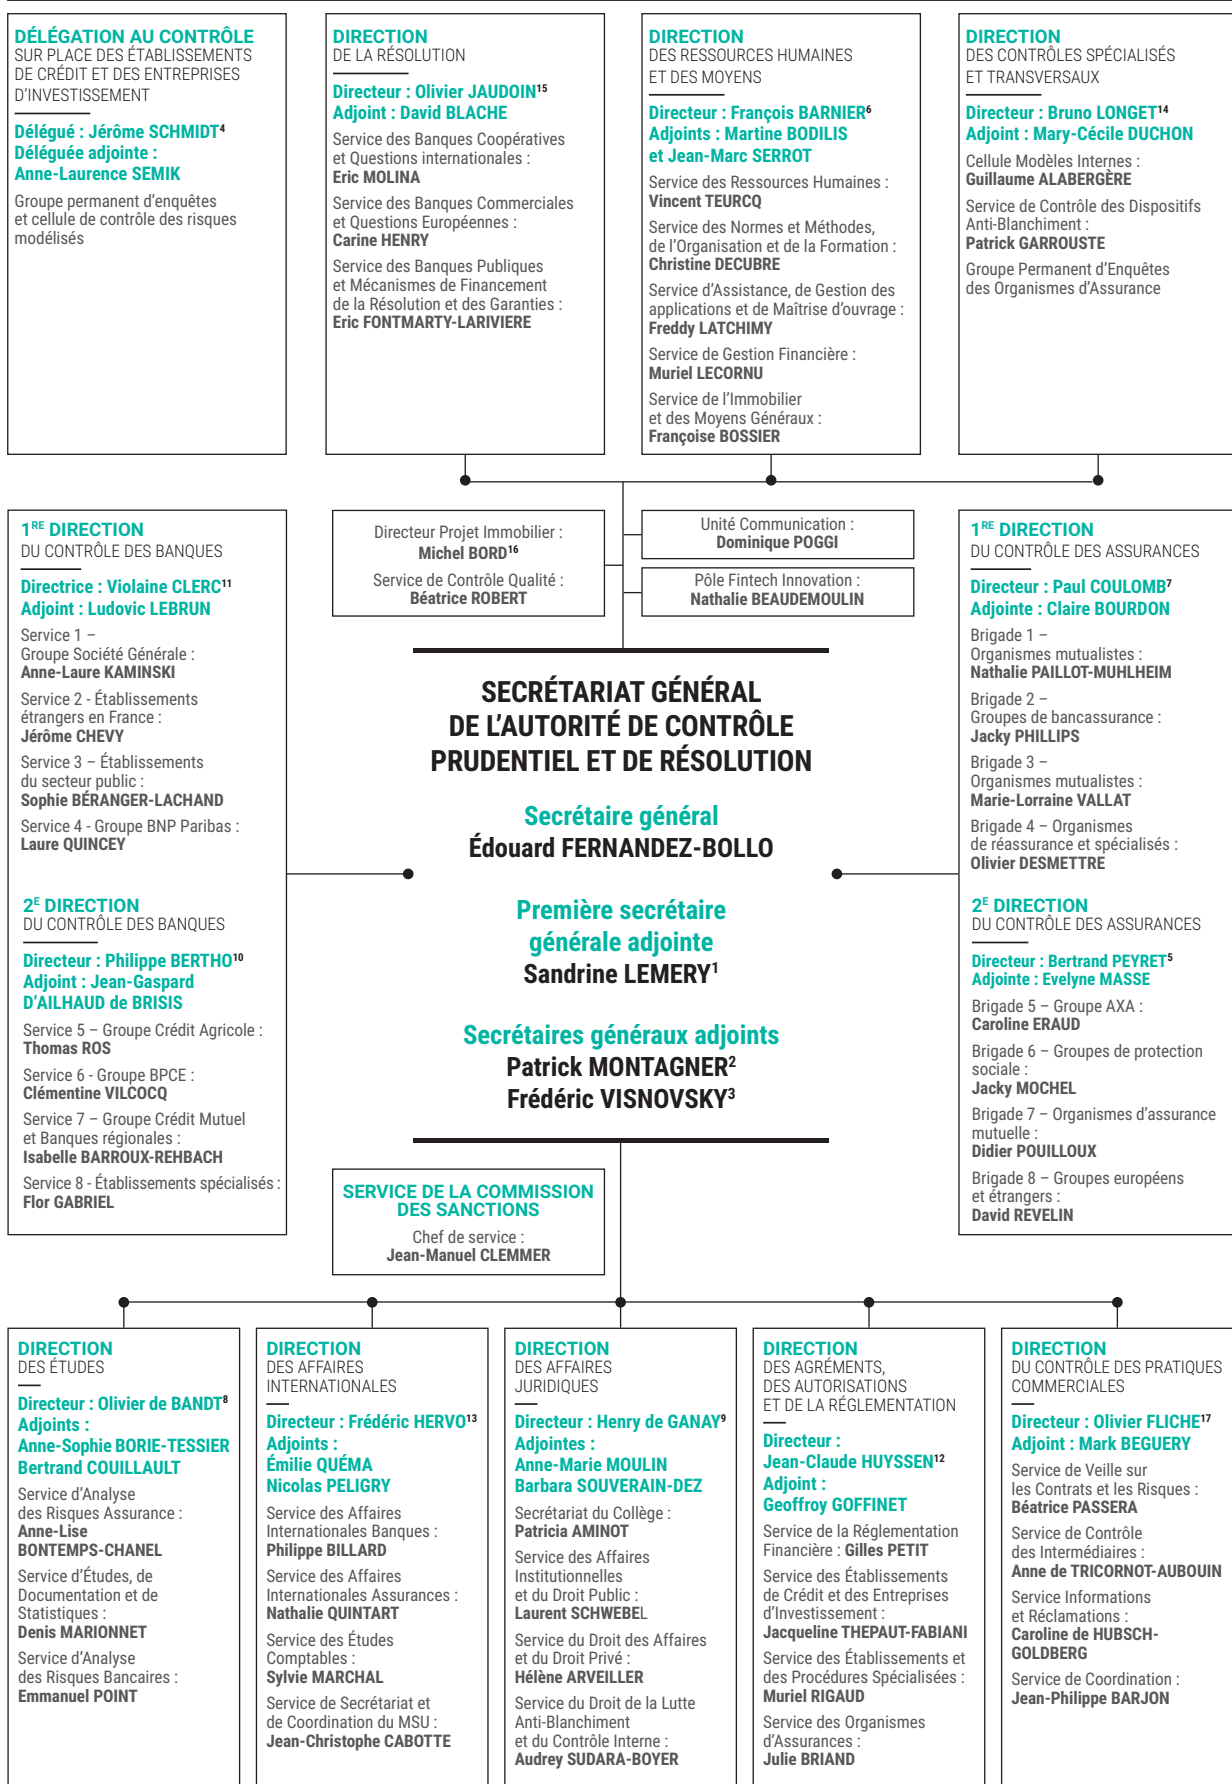 DÉLÉGATION AU CONTRÔLE
SUR PLACE DES ÉTABLISSEMENTS
DE CRÉDIT ET DES ENTREPRISES
D'INVESTISSEMENT
Délégué : Jérôme SCHMIDT⁴
Déléguée adjointe :
Anne-Laurence SEMIK
Groupe permanent d'enquêtes
et cellule de contrôle des risques
modélisés
DIRECTION
DE LA RÉSOLUTION
Directeur : Olivier JAUDOIN¹⁵
Adjoint : David BLACHE
Service des Banques Coopératives
et Questions internationales :
Eric MOLINA
Service des Banques Commerciales
et Questions Européennes :
Carine HENRY
Service des Banques Publiques
et Mécanismes de Financement
de la Résolution et des Garanties :
Eric FONTMARTY-LARIVIERE
DIRECTION
DES RESSOURCES HUMAINES
ET DES MOYENS
Directeur : François BARNIER⁶
Adjoints : Martine BODILIS
et Jean-Marc SERROT
Service des Ressources Humaines :
Vincent TEURCQ
Service des Normes et Méthodes,
de l'Organisation et de la Formation :
Christine DECUBRE
Service d'Assistance, de Gestion des
applications et de Maîtrise d'ouvrage :
Freddy LATCHIMY
Service de Gestion Financière :
Muriel LECORNU
Service de l'Immobilier
et des Moyens Généraux :
Françoise BOSSIER
DIRECTION
DES CONTRÔLES SPÉCIALISÉS
ET TRANSVERSAUX
Directeur : Bruno LONGET¹⁴
Adjoint : Mary-Cécile DUCHON
Cellule Modèles Internes :
Guillaume ALABERGÈRE
Service de Contrôle des Dispositifs
Anti-Blanchiment :
Patrick GARROUSTE
Groupe Permanent d'Enquêtes
des Organismes d'Assurance
1RE DIRECTION
DU CONTRÔLE DES BANQUES
Directrice : Violaine CLERC¹¹
Adjoint : Ludovic LEBRUN
Service 1 –
Groupe Société Générale :
Anne-Laure KAMINSKI
Service 2 - Établissements
étrangers en France :
Jérôme CHEVY
Service 3 – Établissements
du secteur public :
Sophie BÉRANGER-LACHAND
Service 4 - Groupe BNP Paribas :
Laure QUINCEY
2E DIRECTION
DU CONTRÔLE DES BANQUES
Directeur : Philippe BERTHO¹⁰
Adjoint : Jean-Gaspard
D'AILHAUD de BRISIS
Service 5 – Groupe Crédit Agricole :
Thomas ROS
Service 6 - Groupe BPCE :
Clémentine VILCOCQ
Service 7 – Groupe Crédit Mutuel
et Banques régionales :
Isabelle BARROUX-REHBACH
Service 8 - Établissements spécialisés :
Flor GABRIEL
Directeur Projet Immobilier :
Michel BORD¹⁶
Service de Contrôle Qualité :
Béatrice ROBERT
Unité Communication :
Dominique POGGI
Pôle Fintech Innovation :
Nathalie BEAUDEMOULIN
SECRÉTARIAT GÉNÉRAL
DE L'AUTORITÉ DE CONTRÔLE
PRUDENTIEL ET DE RÉSOLUTION
Secrétaire général
Édouard FERNANDEZ-BOLLO
Première secrétaire
générale adjointe
Sandrine LEMERY¹
Secrétaires généraux adjoints
Patrick MONTAGNER²
Frédéric VISNOVSKY³
SERVICE DE LA COMMISSION
DES SANCTIONS
Chef de service :
Jean-Manuel CLEMMER
1RE DIRECTION
DU CONTRÔLE DES ASSURANCES
Directeur : Paul COULOMB⁷
Adjointe : Claire BOURDON
Brigade 1 –
Organismes mutualistes :
Nathalie PAILLOT-MUHLHEIM
Brigade 2 –
Groupes de bancassurance :
Jacky PHILLIPS
Brigade 3 –
Organismes mutualistes :
Marie-Lorraine VALLAT
Brigade 4 – Organismes
de réassurance et spécialisés :
Olivier DESMETTRE
2E DIRECTION
DU CONTRÔLE DES ASSURANCES
Directeur : Bertrand PEYRET⁵
Adjointe : Evelyne MASSE
Brigade 5 – Groupe AXA :
Caroline ERAUD
Brigade 6 – Groupes de protection
sociale :
Jacky MOCHEL
Brigade 7 – Organismes d'assurance
mutuelle :
Didier POUILLOUX
Brigade 8 – Groupes européens
et étrangers :
David REVELIN
DIRECTION
DES ÉTUDES
Directeur : Olivier de BANDT⁸
Adjoints :
Anne-Sophie BORIE-TESSIER
Bertrand COUILLAULT
Service d'Analyse
des Risques Assurance :
Anne-Lise
BONTEMPS-CHANEL
Service d'Études, de
Documentation et de
Statistiques :
Denis MARIONNET
Service d'Analyse
des Risques Bancaires :
Emmanuel POINT
DIRECTION
DES AFFAIRES
INTERNATIONALES
Directeur : Frédéric HERVO¹³
Adjoints :
Émilie QUÉMA
Nicolas PELIGRY
Service des Affaires
Internationales Banques :
Philippe BILLARD
Service des Affaires
Internationales Assurances :
Nathalie QUINTART
Service des Études
Comptables :
Sylvie MARCHAL
Service de Secrétariat et
de Coordination du MSU :
Jean-Christophe CABOTTE
DIRECTION
DES AFFAIRES
JURIDIQUES
Directeur : Henry de GANAY⁹
Adjointes :
Anne-Marie MOULIN
Barbara SOUVERAIN-DEZ
Secrétariat du Collège :
Patricia AMINOT
Service des Affaires
Institutionnelles
et du Droit Public :
Laurent SCHWEBEL
Service du Droit des Affaires
et du Droit Privé :
Hélène ARVEILLER
Service du Droit de la Lutte
Anti-Blanchiment
et du Contrôle Interne :
Audrey SUDARA-BOYER
DIRECTION
DES AGRÉMENTS,
DES AUTORISATIONS
ET DE LA RÉGLEMENTATION
Directeur :
Jean-Claude HUYSSEN¹²
Adjoint :
Geoffroy GOFFINET
Service de la Réglementation
Financière : Gilles PETIT
Service des Établissements
de Crédit et des Entreprises
d'Investissement :
Jacqueline THEPAUT-FABIANI
Service des Établissements et
des Procédures Spécialisées :
Muriel RIGAUD
Service des Organismes
d'Assurances :
Julie BRIAND
DIRECTION
DU CONTRÔLE DES PRATIQUES
COMMERCIALES
Directeur : Olivier FLICHE¹⁷
Adjoint : Mark BEGUERY
Service de Veille sur
les Contrats et les Risques :
Béatrice PASSERA
Service de Contrôle
des Intermédiaires :
Anne de TRICORNOT-AUBOUIN
Service Informations
et Réclamations :
Caroline de HUBSCH-
GOLDBERG
Service de Coordination :
Jean-Philippe BARJON